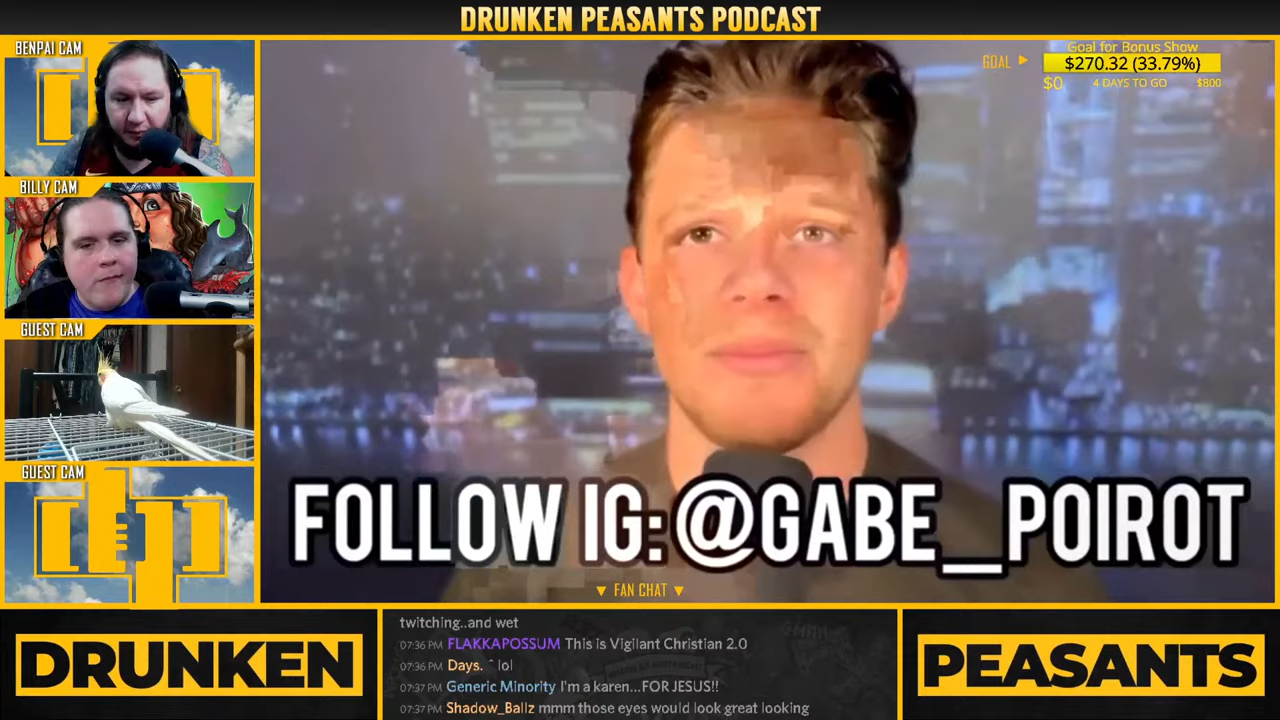 DRUNKEN PEASANTS PODCAST
BENPAI CAM
BILLY CAM
GUEST CAM
GUEST CAM
GOAL ►
Goal for Bonus Show
$270.32 (33.79%)
$0 4 DAYS TO GO $800
FOLLOW IG: @GABE__POIROT
▼ FAN CHAT ▼
twitching..and wet
07:36 PM FLAKKAPOSSUM This is Vigilant Christian 2.0
07:36 PM Days. ^ lol
07:37 PM Generic Minority I'm a karen...FOR JESUS!!
07:37 PM Shadow_Ballz mmm those eyes would look great looking
DRUNKEN
PEASANTS